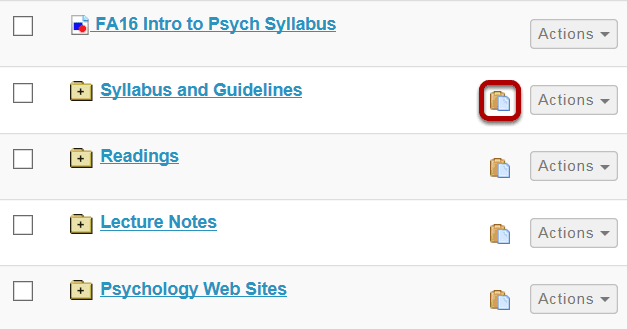 FA16 Intro to Psych Syllabus
Actions
Syllabus and Guidelines
Actions
Readings
Actions
Lecture Notes
Actions
Psychology Web Sites
Actions